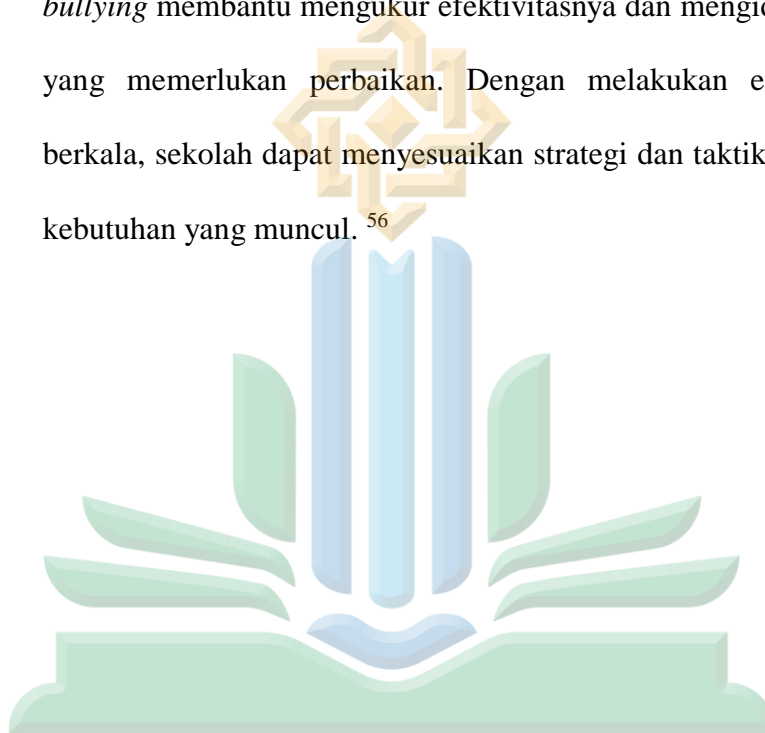 bullying membantu mengukur efektivitasnya dan
yang memerlukan perbaikan. Dengan melakukan
berkala, sekolah dapat menyesuaikan strategi dan taktik
kebutuhan yang muncul. 56